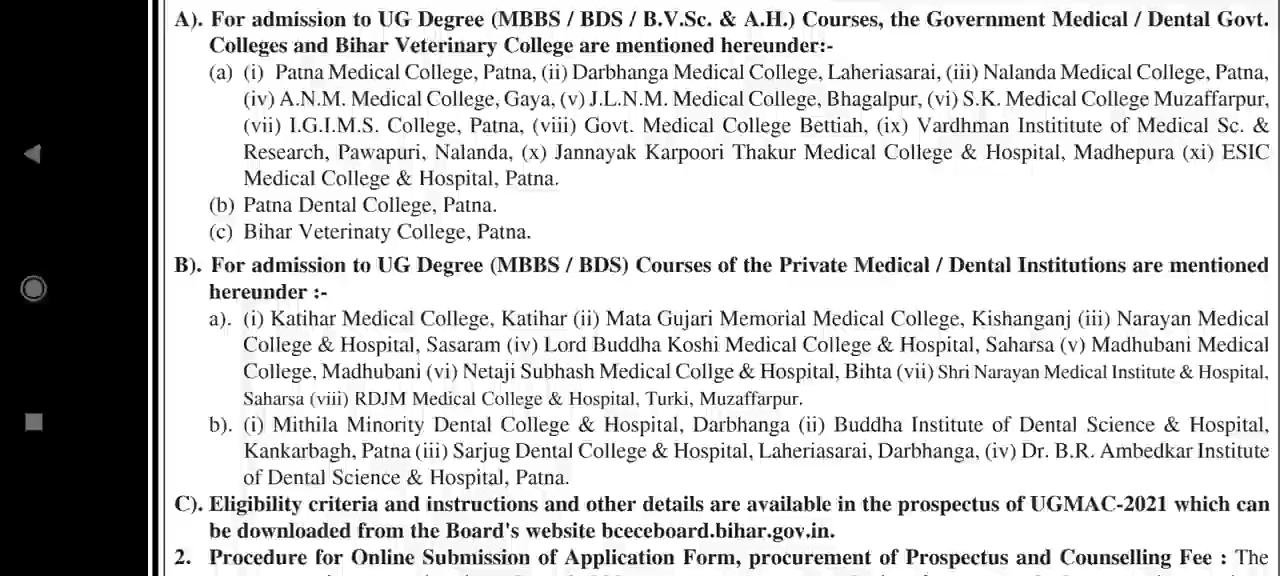 A). For admission to UG Degree (MBBS / BDS / B.V.Sc. & A.H.) Courses, the Government Medical / Dental Govt.
Colleges and Bihar Veterinary College are mentioned hereunder:-
(a) (i) Patna Medical College, Patna, (ii) Darbhanga Medical College, Laheriasarai, (iii) Nalanda Medical College, Patna,
(iv) A.N.M. Medical College, Gaya, (v) J.L.N.M. Medical College, Bhagalpur, (vi) S.K. Medical College Muzaffarpur,
(vii) I.G.I.M.S. College, Patna, (viii) Govt. Medical College Bettiah, (ix) Vardhman Instititute of Medical Sc. &
Research, Pawapuri, Nalanda, (x) Jannayak Karpoori Thakur Medical College & Hospital, Madhepura (xi) ESIC
Medical College & Hospital, Patna.
(b) Patna Dental College, Patna.
(c) Bihar Veterinaty College, Patna.
B). For admission to UG Degree (MBBS / BDS) Courses of the Private Medical / Dental Institutions are mentioned
hereunder :-
a). (i) Katihar Medical College, Katihar (ii) Mata Gujari Memorial Medical College, Kishanganj (iii) Narayan Medical
College & Hospital, Sasaram (iv) Lord Buddha Koshi Medical College & Hospital, Saharsa (v) Madhubani Medical
College, Madhubani (vi) Netaji Subhash Medical Collge & Hospital, Bihta (vii) Shri Narayan Medical Institute & Hospital,
Saharsa (viii) RDJM Medical College & Hospital, Turki, Muzaffarpur.
b). (i) Mithila Minority Dental College & Hospital, Darbhanga (ii) Buddha Institute of Dental Science & Hospital,
Kankarbagh, Patna (iii) Sarjug Dental College & Hospital, Laheriasarai, Darbhanga, (iv) Dr. B.R. Ambedkar Institute
of Dental Science & Hospital, Patna.
C). Eligibility criteria and instructions and other details are available in the prospectus of UGMAC-2021 which can
be downloaded from the Board's website bceceboard.bihar.gov.in.
2. Procedure for Online Submission of Application Form, procurement of Prospectus and Counselling Fee : The